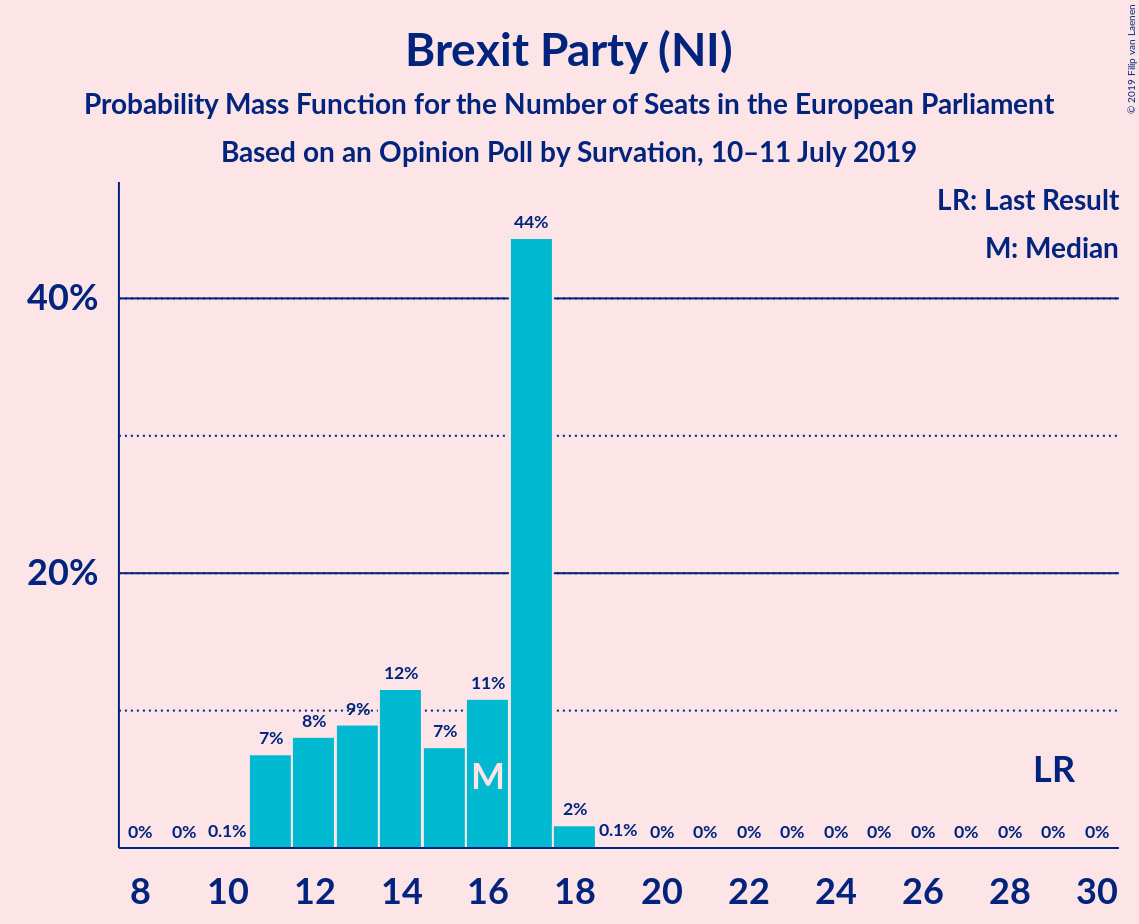 Brexit Party (NI)
Probability Mass Function for the Number of Seats in the European Parliament
Based on an Opinion Poll by Survation, 10–11 July 2019
© 2019 Filip van Laenen
LR: Last Result
M: Median
44%
40%
20%
12%
11%
9%
8%
7%
7%
M
LR
2%
0% 0% 0.1% 0.1% 0% 0% 0% 0% 0% 0% 0% 0% 0% 0% 0%
8 10 12 14 16 18 20 22 24 26 28 30